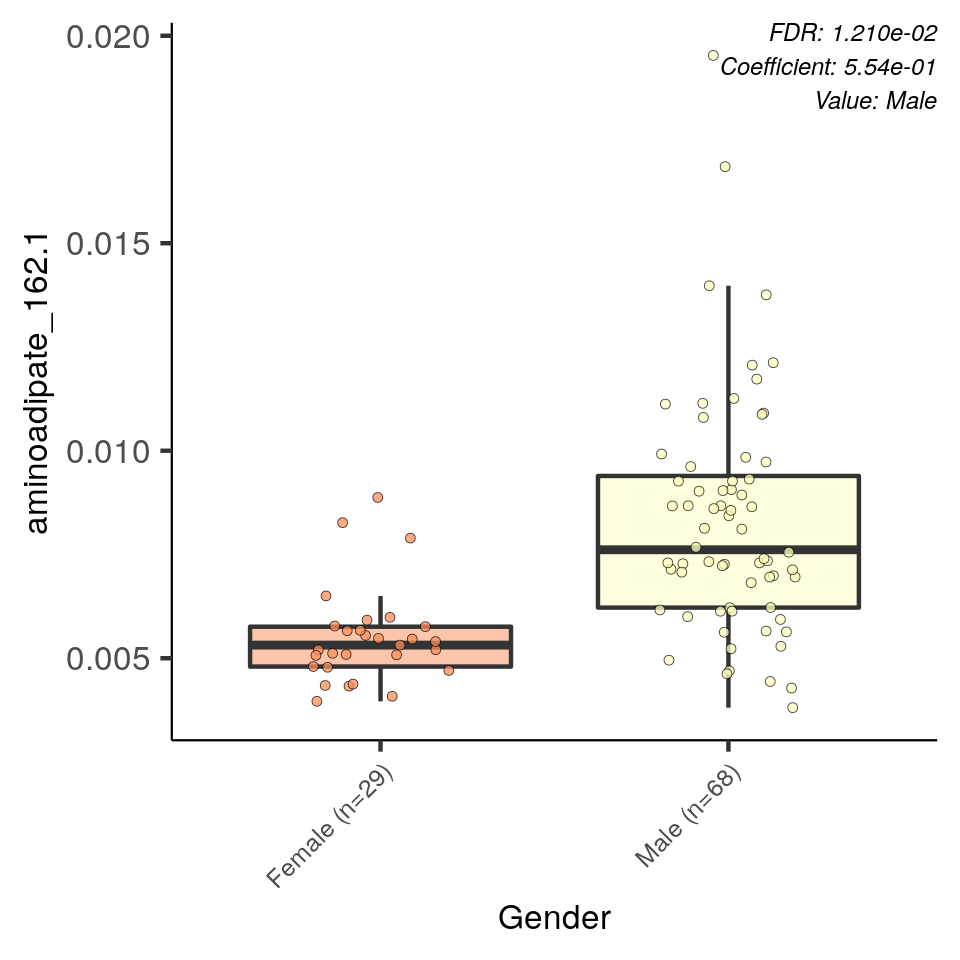 FDR: 1.210e-02
Coefficient: 5.54e-01
Value: Male
0.020
0.015
0.010
0.005
aminoadipate_162.1
Female (n=29)
Male (n=68)
Gender